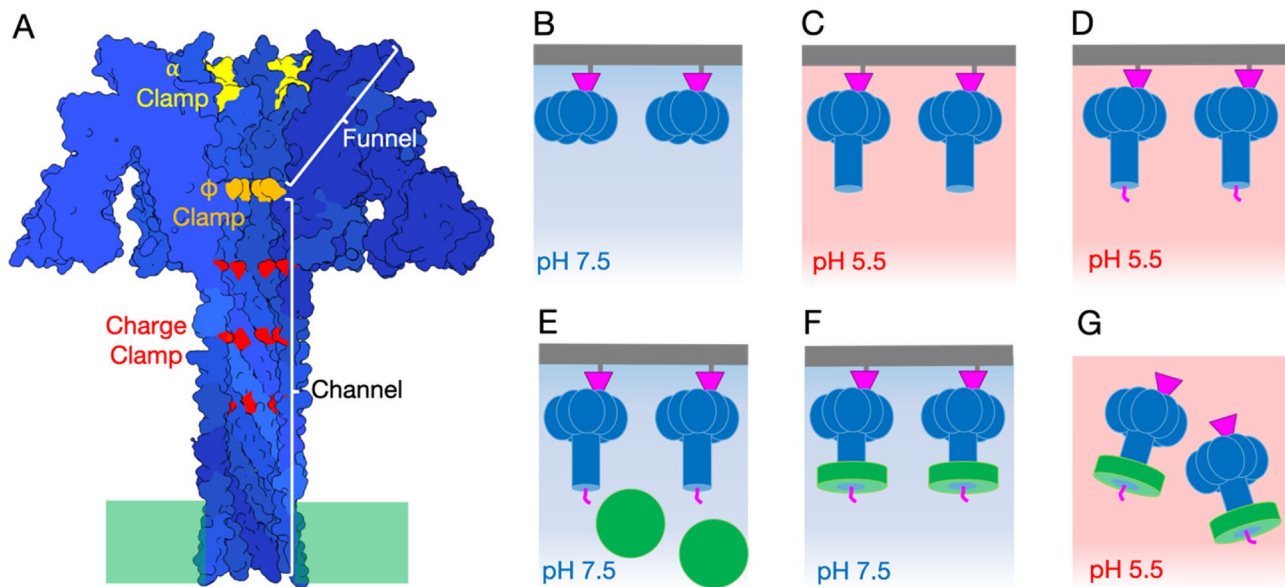 A
α
Clamp
Funnel
ϕ
Clamp
Charge
Clamp
Channel
B
pH 7.5
C
pH 5.5
D
pH 5.5
E
pH 7.5
F
pH 7.5
G
pH 5.5